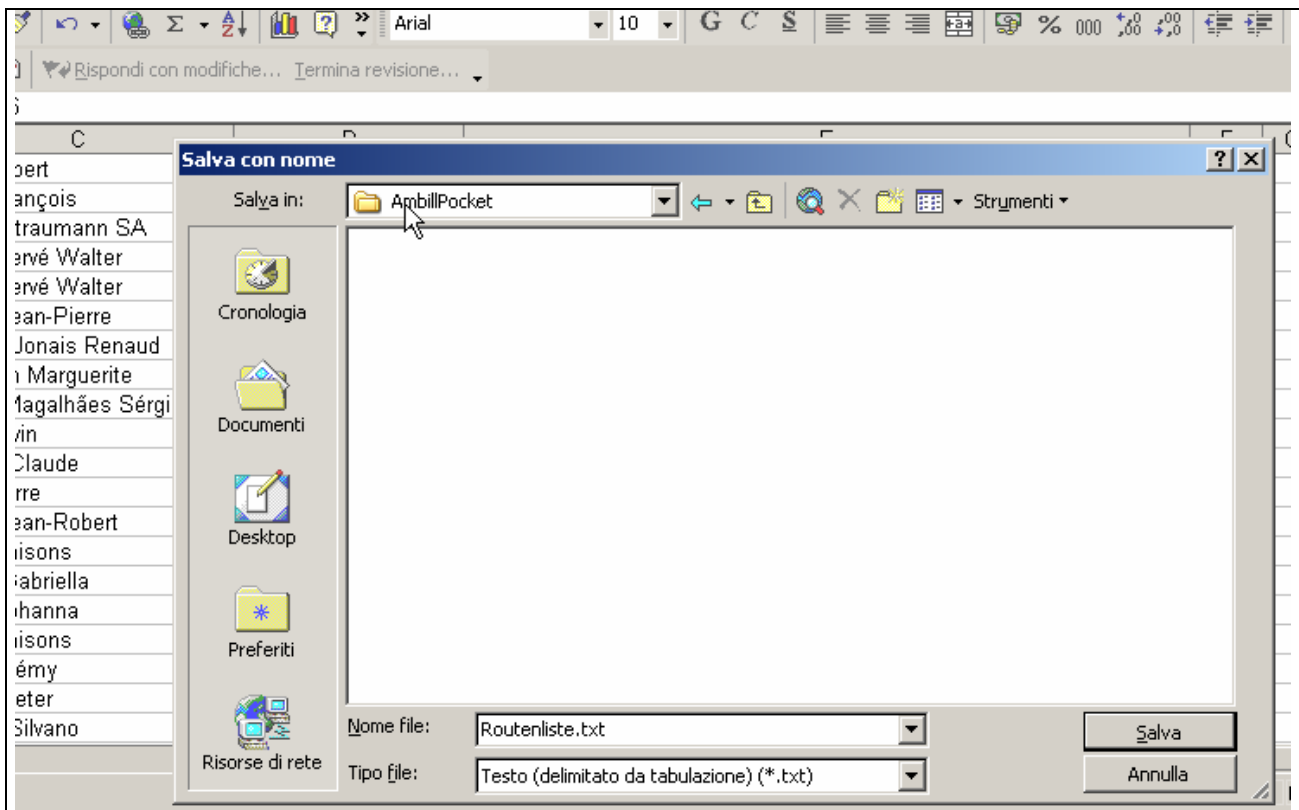 Arial 10 G C S % 000
Rispondi con modifiche... Termina revisione...
C
Salva con nome
Salva in: AmbillPocket Strumenti
ançois
traumann SA
ervé Walter
ervé Walter
ean-Pierre
Jonais Renaud
Marguerite
Magalhães Sérgi
vin
Claude
rre
ean-Robert
isons
abriella
hanna
isons
émy
eter
Silvano
Cronologia
Documenti
Desktop
Preferiti
Risorse di rete
Nome file: Routenliste.txt Salva
Tipo file: Testo (delimitato da tabulazione) (*.txt) Annulla